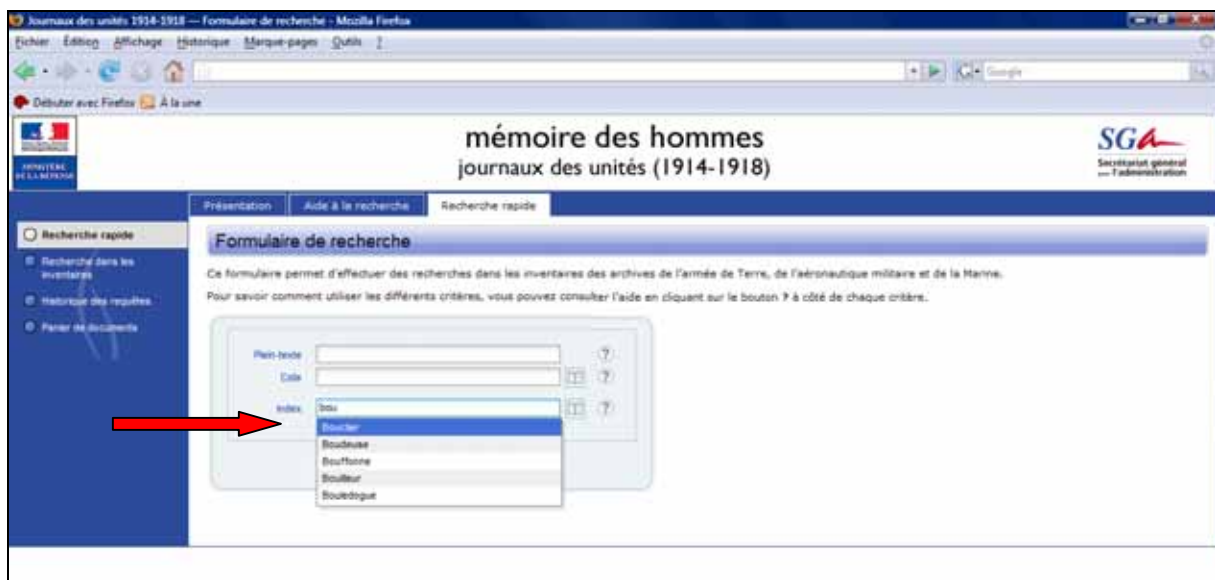 Journaux des unités 1914-1918 — Formulaire de recherche - Mozilla Firefox
Fichier Édition Affichage Historique Marque-pages Outils ?
Google
Débuter avec Firefox À la une
MINISTÈRE DE LA DÉFENSE
mémoire des hommes
journaux des unités (1914-1918)
SGA
Secrétariat général
pour l'administration
Présentation Aide à la recherche Recherche rapide
Recherche rapide
Recherche dans les
inventaires
Historique des requêtes
Panier de documents
Formulaire de recherche
Ce formulaire permet d'effectuer des recherches dans les inventaires des archives de l'armée de Terre, de l'aéronautique militaire et de la Marine.
Pour savoir comment utiliser les différents critères, vous pouvez consulter l'aide en cliquant sur le bouton ? à côté de chaque critère.
Plein-texte ?
Cote ?
Index bou ?
Bouclier
Boudeuse
Bouffonne
Bouilleur
Bouledogue